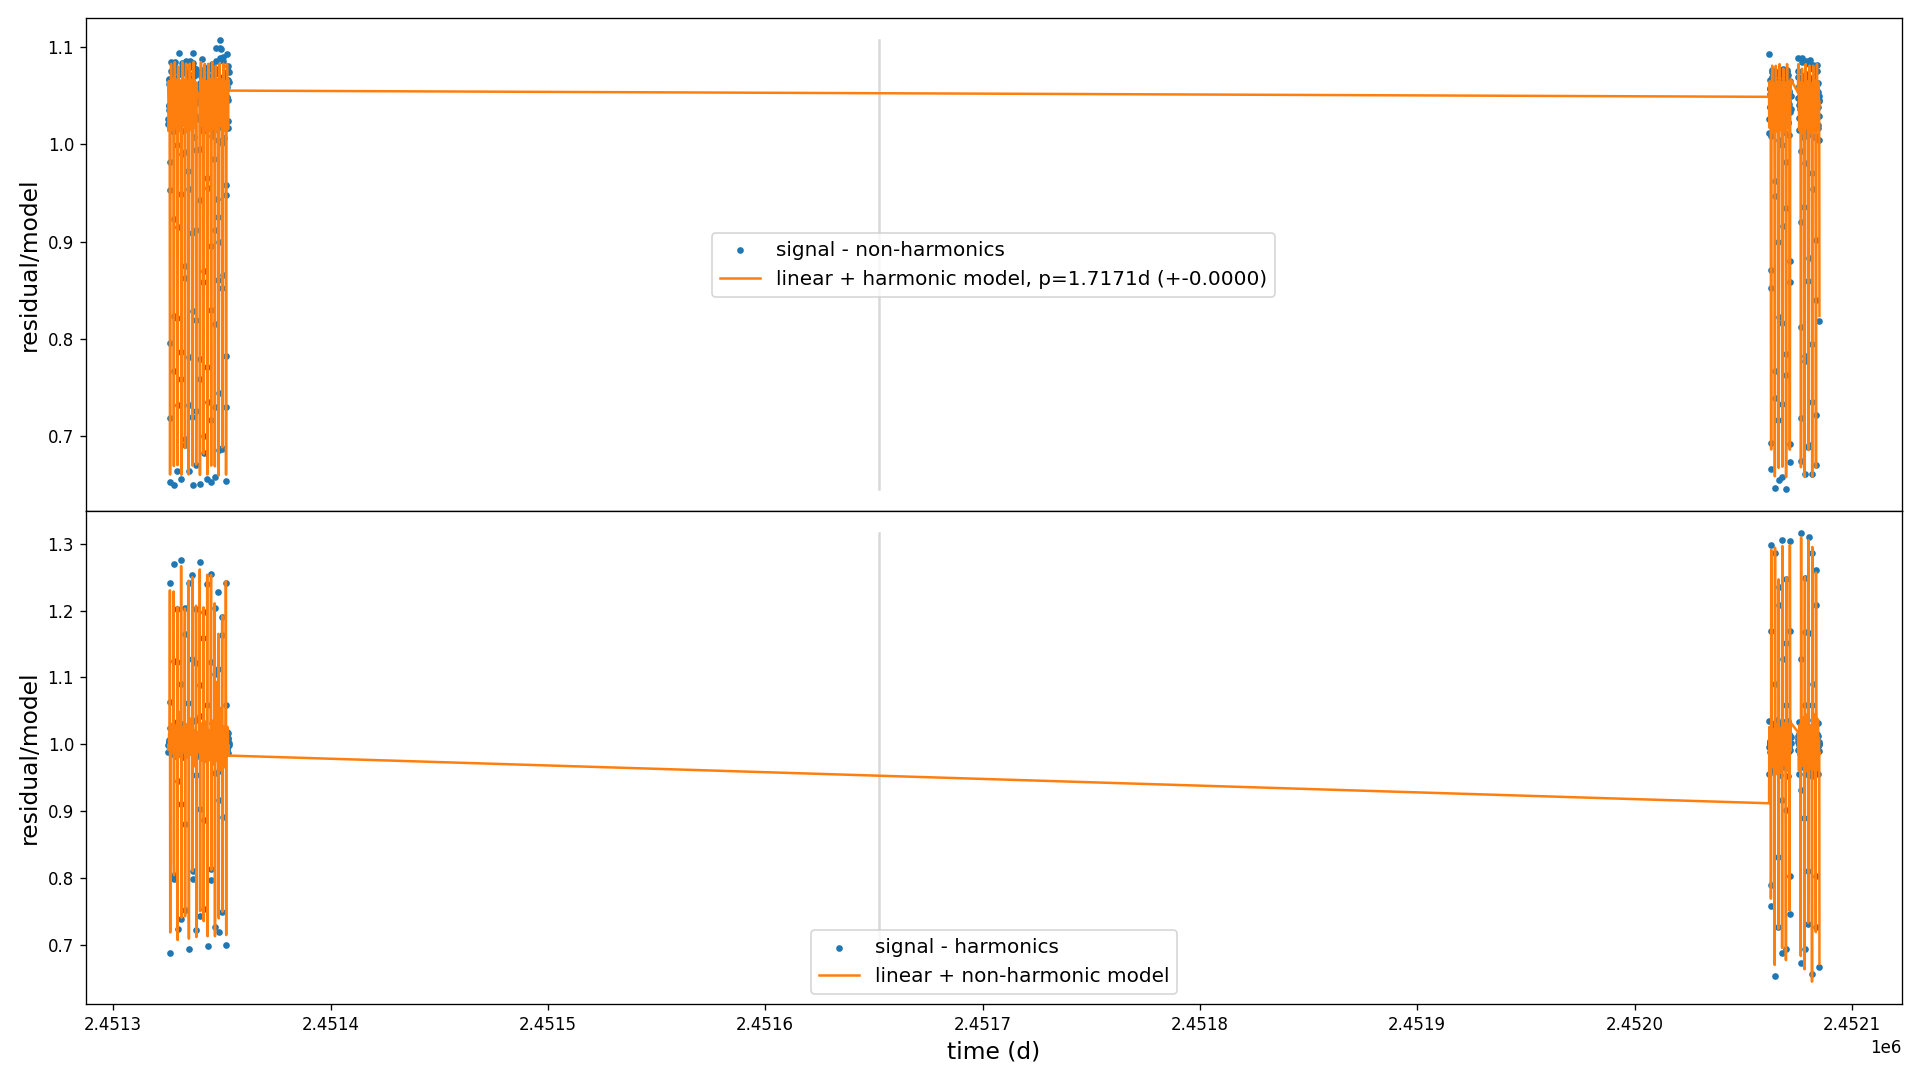 1.1
1.0
0.9
0.8
0.7
residual/model
signal - non-harmonics
linear + harmonic model, p=1.7171d (+-0.0000)
1.3
1.2
1.1
1.0
0.9
0.8
0.7
residual/model
signal - harmonics
linear + non-harmonic model
2.4513 2.4514 2.4515 2.4516 2.4517 2.4518 2.4519 2.4520 2.4521
1e6
time (d)